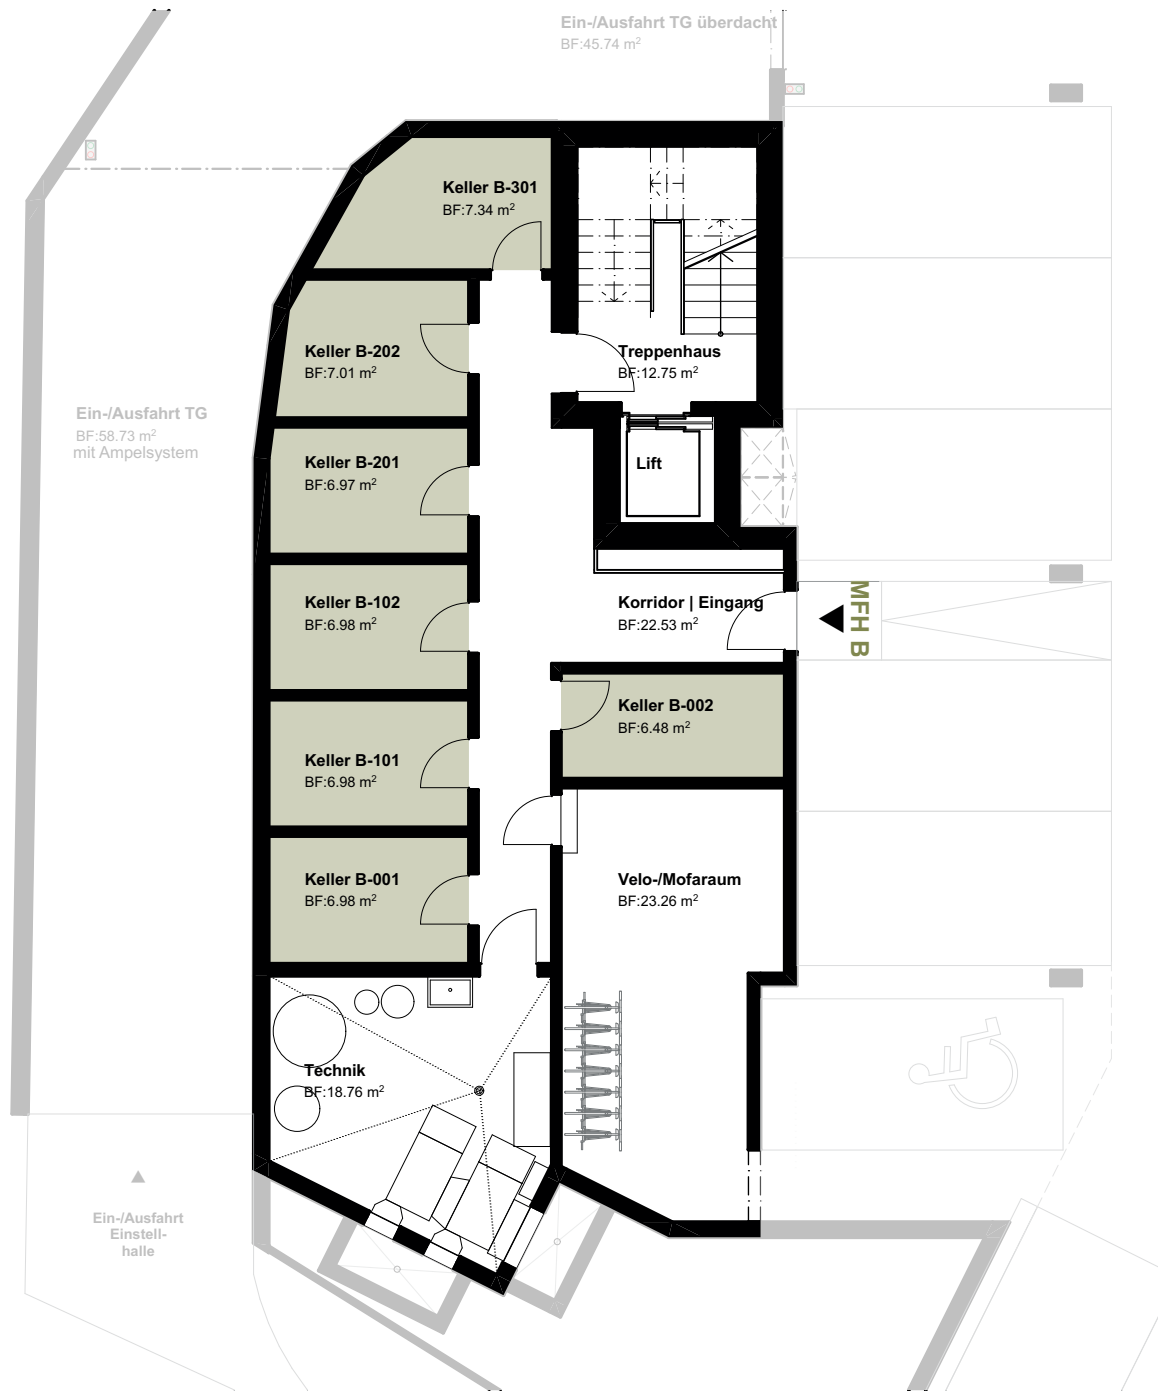 Ein-/Ausfahrt TG überdacht
BF:45.74 m²
Keller B-301
BF:7.34 m²
Keller B-202
BF:7.01 m²
Treppenhaus
BF:12.75 m²
Ein-/Ausfahrt TG
BF:58.73 m²
mit Ampelsystem
Keller B-201
BF:6.97 m²
Lift
Keller B-102
BF:6.98 m²
Korridor | Eingang
BF:22.53 m²
MFH B
Keller B-002
BF:6.48 m²
Keller B-101
BF:6.98 m²
Keller B-001
BF:6.98 m²
Velo-/Mofaraum
BF:23.26 m²
Technik
BF:18.76 m²
Ein-/Ausfahrt
Einstell-
halle